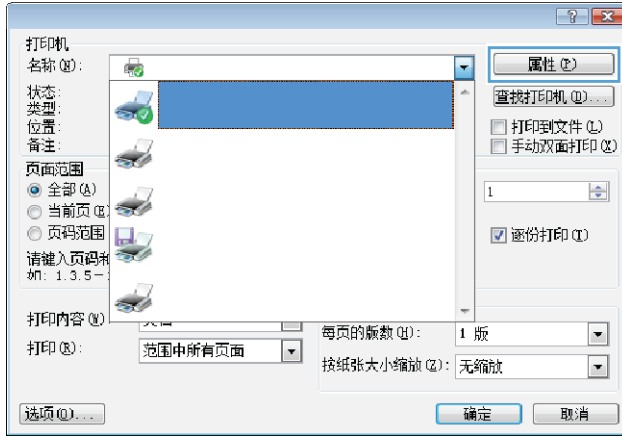 打印机
名称(N):
属性(P)
状态:
类型:
位置:
备注:
查找打印机(D)...
打印到文件(L)
手动双面打印(X)
页面范围
全部(A)
当前页(E)
页码范围
请键入页码和
如: 1.3.5-
1
逐份打印(T)
打印内容(W)
打印(R):
范围中所有页面
每页的版数(H):
1 版
按纸张大小缩放(Z):
无缩放
选项(O)...
确定
取消